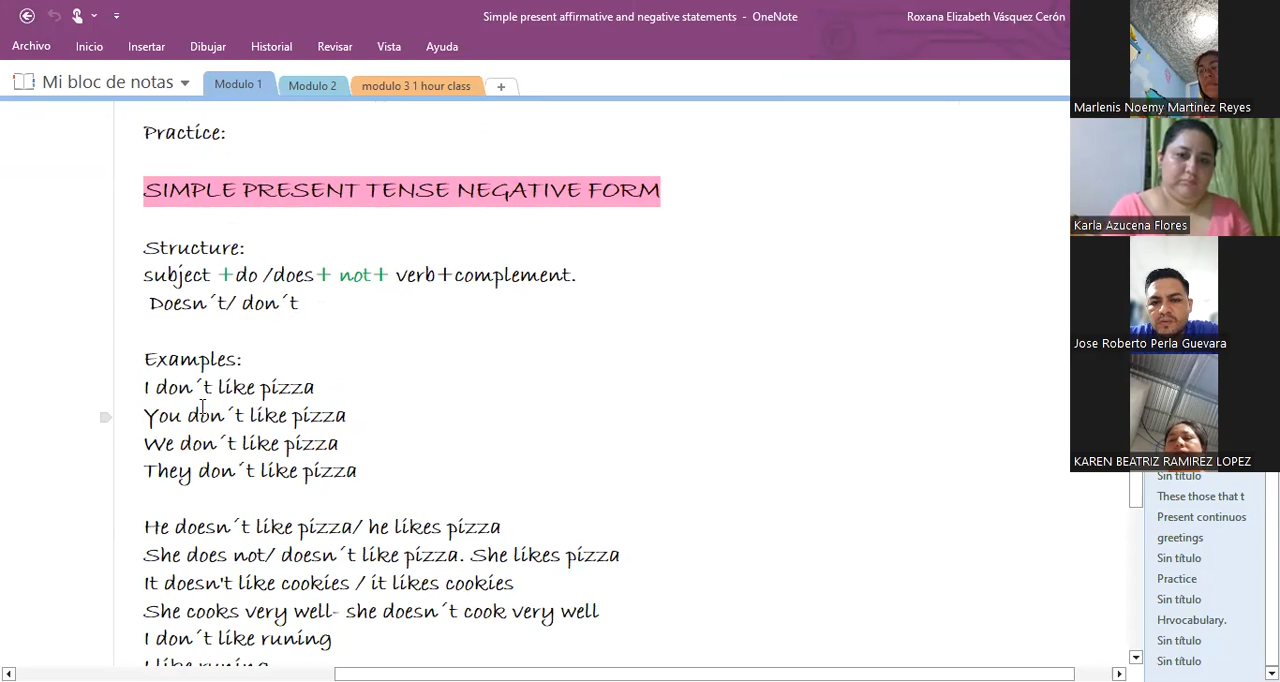 Simple present affirmative and negative statements - OneNote
Roxana Elizabeth Vásquez Cerón
Archivo Inicio Insertar Dibujar Historial Revisar Vista Ayuda
Mi bloc de notas Modulo 1 Modulo 2 modulo 3 1 hour class +
Practice:
SIMPLE PRESENT TENSE NEGATIVE FORM
Structure:
subject +do /does+ not+ verb+complement.
Doesn´t/ don´t
Examples:
I don´t like pizza
You don´t like pizza
We don´t like pizza
They don´t like pizza
He doesn´t like pizza/ he likes pizza
She does not/ doesn´t like pizza. She likes pizza
It doesn't like cookies / it likes cookies
She cooks very well- she doesn´t cook very well
I don´t like runing
I like runing
Marlenis Noemy Martinez Reyes
Karla Azucena Flores
Jose Roberto Perla Guevara
KAREN BEATRIZ RAMIREZ LOPEZ
Sin título
These those that t
Present continuos
greetings
Sin título
Practice
Sin título
Hrvocabulary.
Sin título
Sin título